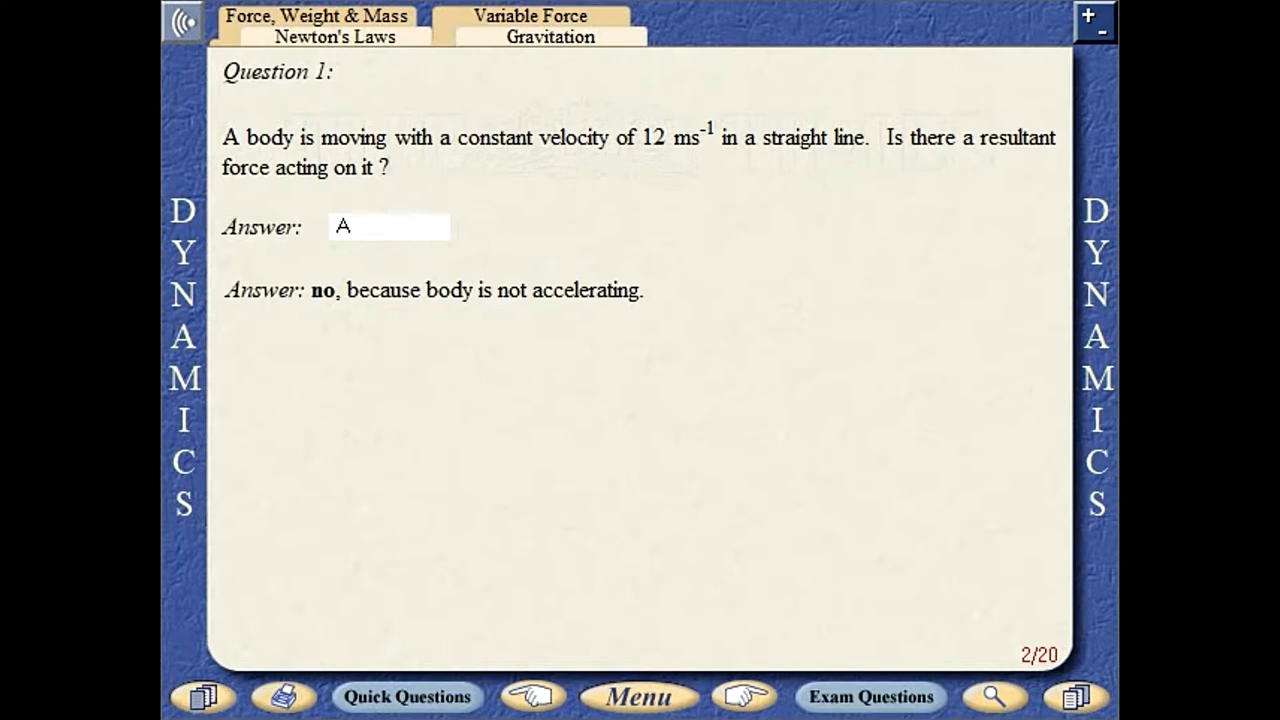 Force, Weight & Mass
Variable Force
Newton's Laws
Gravitation
+
-
Question 1:
A body is moving with a constant velocity of 12 ms-1 in a straight line. Is there a resultant
force acting on it ?
Answer: A
Answer: no, because body is not accelerating.
D
Y
N
A
M
I
C
S
D
Y
N
A
M
I
C
S
2/20
Quick Questions
Menu
Exam Questions